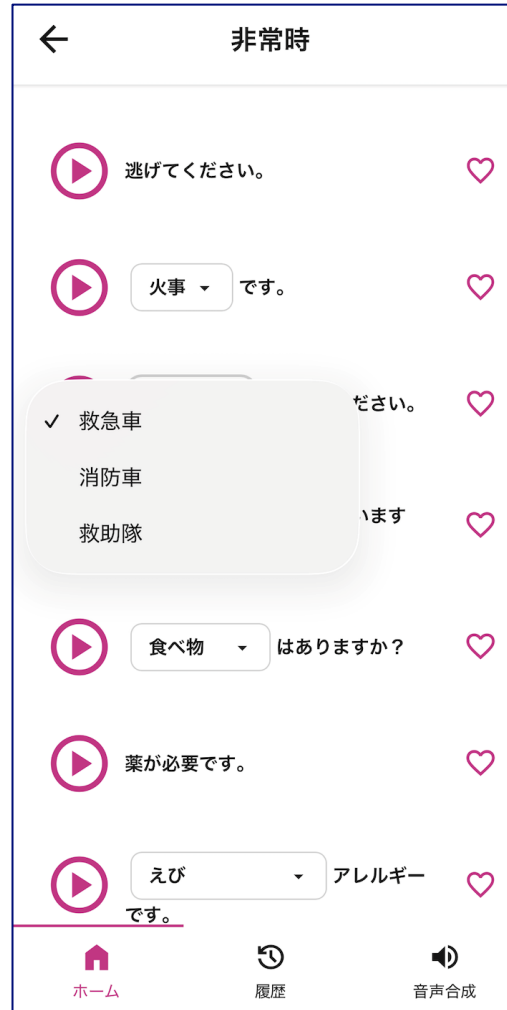 非常時
逃げてください。
火事 です。
ださい。
救急車
消防車
救助隊
います
食べ物 はありますか？
薬が必要です。
えび アレルギー
です。
ホーム 履歴 音声合成